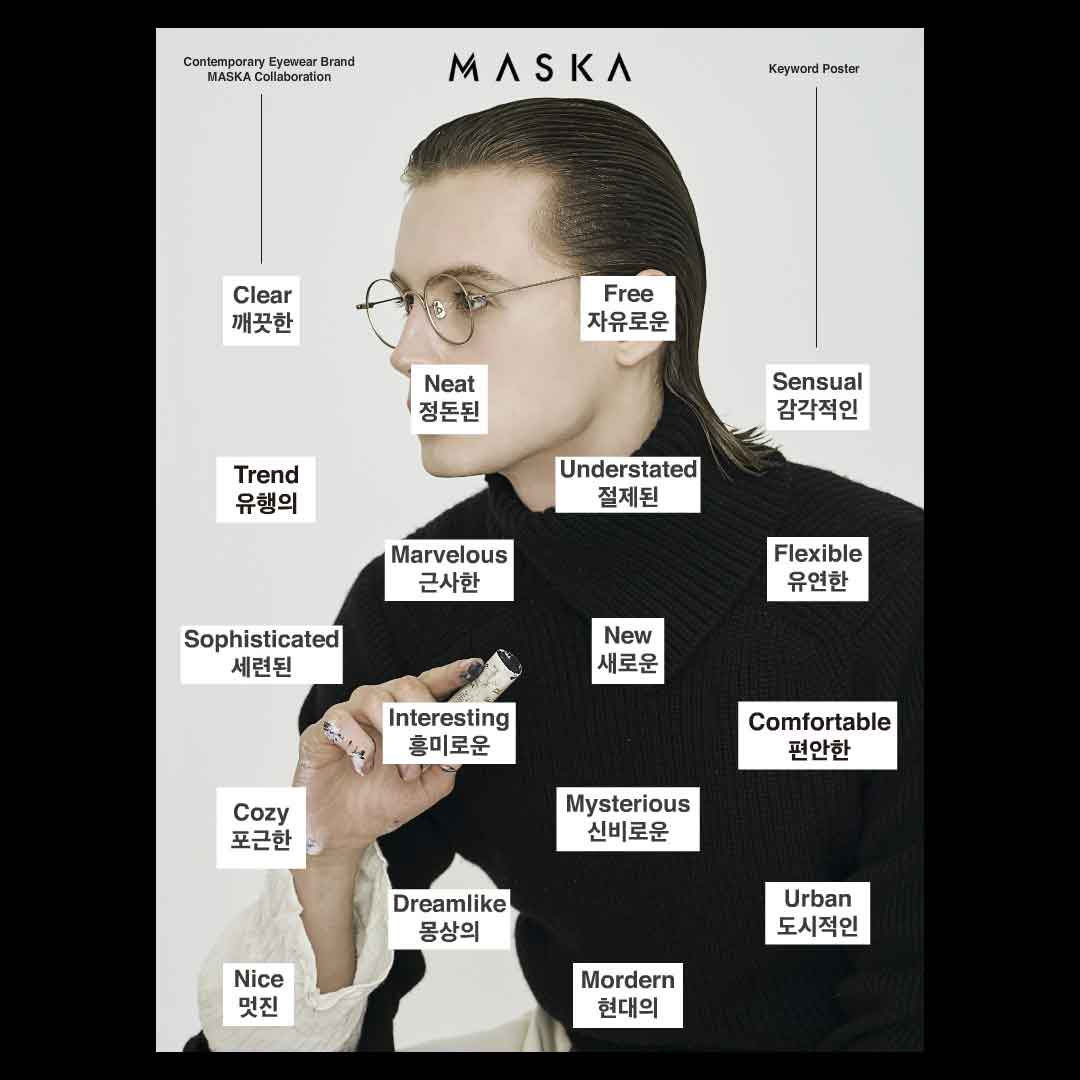 Contemporary Eyewear Brand
MASKA Collaboration
MASKA
Keyword Poster
Clear
깨끗한
Free
자유로운
Neat
정돈된
Sensual
감각적인
Trend
유행의
Understated
절제된
Marvelous
근사한
Flexible
유연한
Sophisticated
세련된
New
새로운
Interesting
흥미로운
Comfortable
편안한
Cozy
포근한
Mysterious
신비로운
Dreamlike
몽상의
Urban
도시적인
Nice
멋진
Mordern
현대의